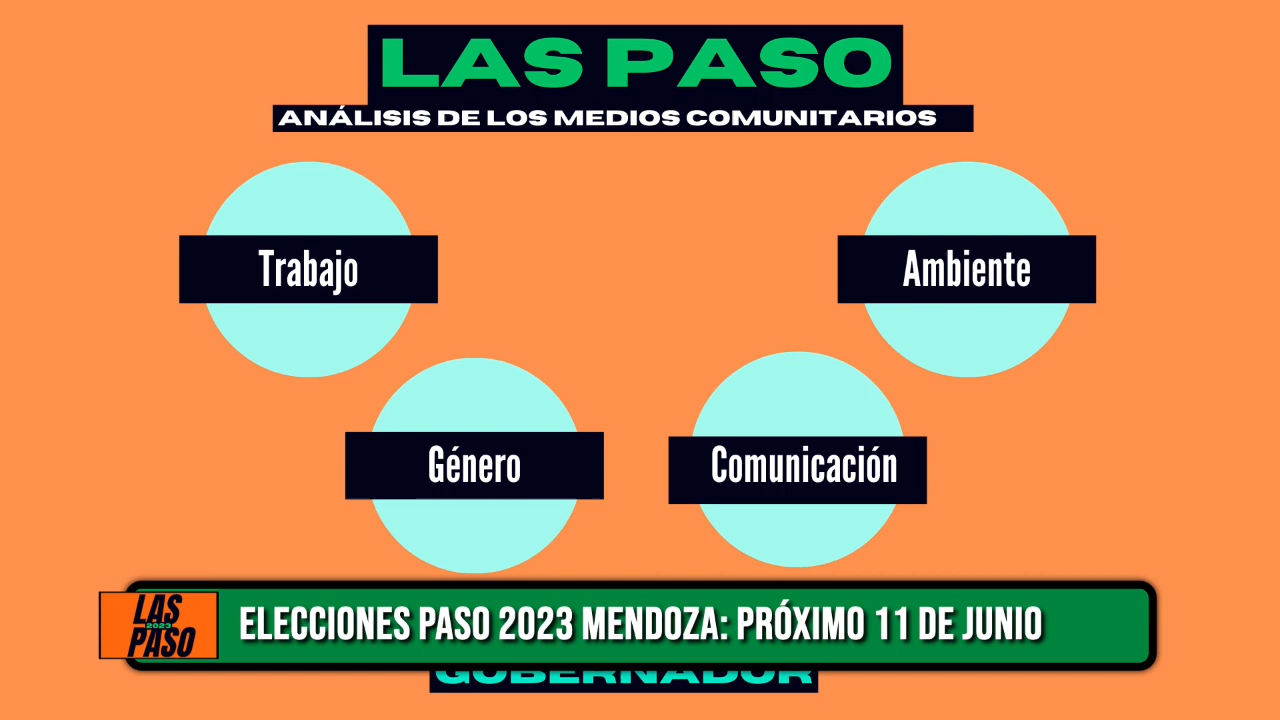 LAS PASO
ANÁLISIS DE LOS MEDIOS COMUNITARIOS
Trabajo
Ambiente
Género
Comunicación
LAS
2023
PASO
ELECCIONES PASO 2023 MENDOZA: PRÓXIMO 11 DE JUNIO
GOBERNADOR